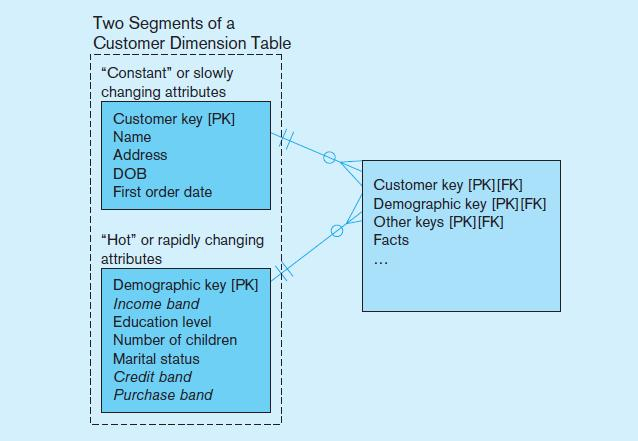 Two Segments of a
Customer Dimension Table
“Constant” or slowly
changing attributes
Customer key [PK]
Name
Address
DOB
First order date
“Hot” or rapidly changing
attributes
Demographic key [PK]
Income band
Education level
Number of children
Marital status
Credit band
Purchase band
Customer key [PK][FK]
Demographic key [PK][FK]
Other keys [PK][FK]
Facts
...